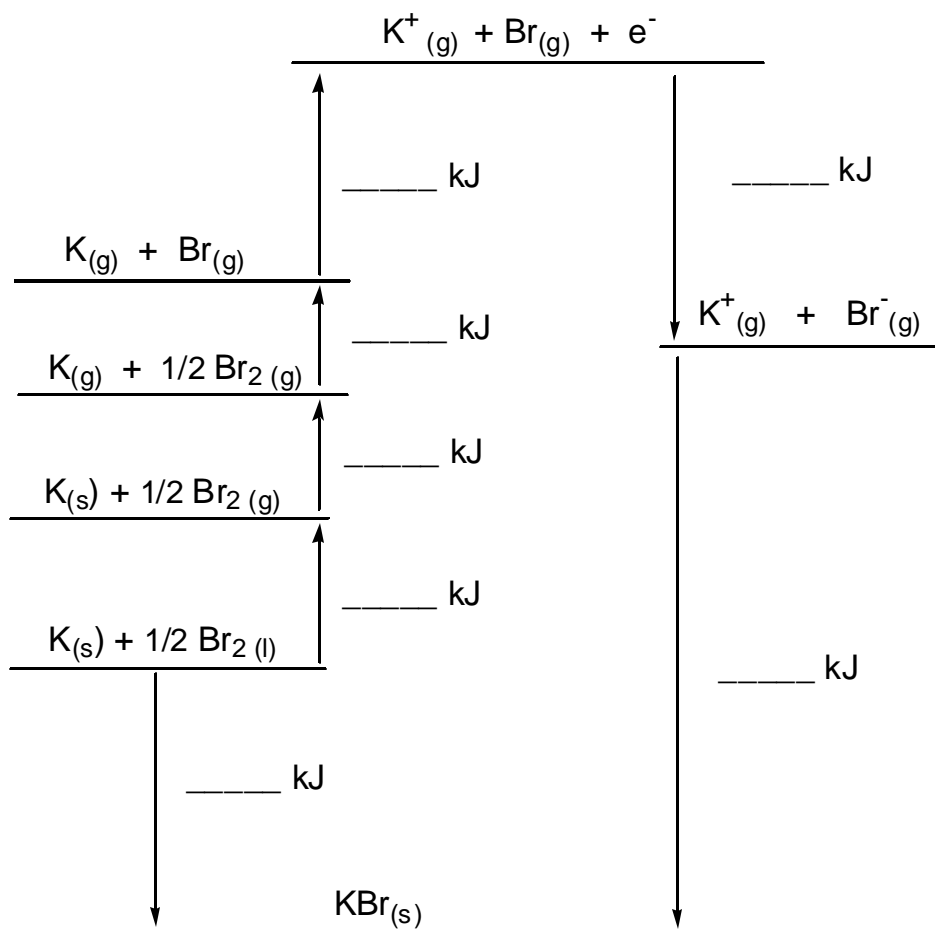 K⁺(g) + Br(g) + e⁻
_____ kJ
_____ kJ
K(g) + Br(g)
_____ kJ
K⁺(g) + Br⁻(g)
K(g) + 1/2 Br₂ (g)
_____ kJ
K(s) + 1/2 Br₂ (g)
_____ kJ
K(s) + 1/2 Br₂ (l)
_____ kJ
_____ kJ
KBr(s)